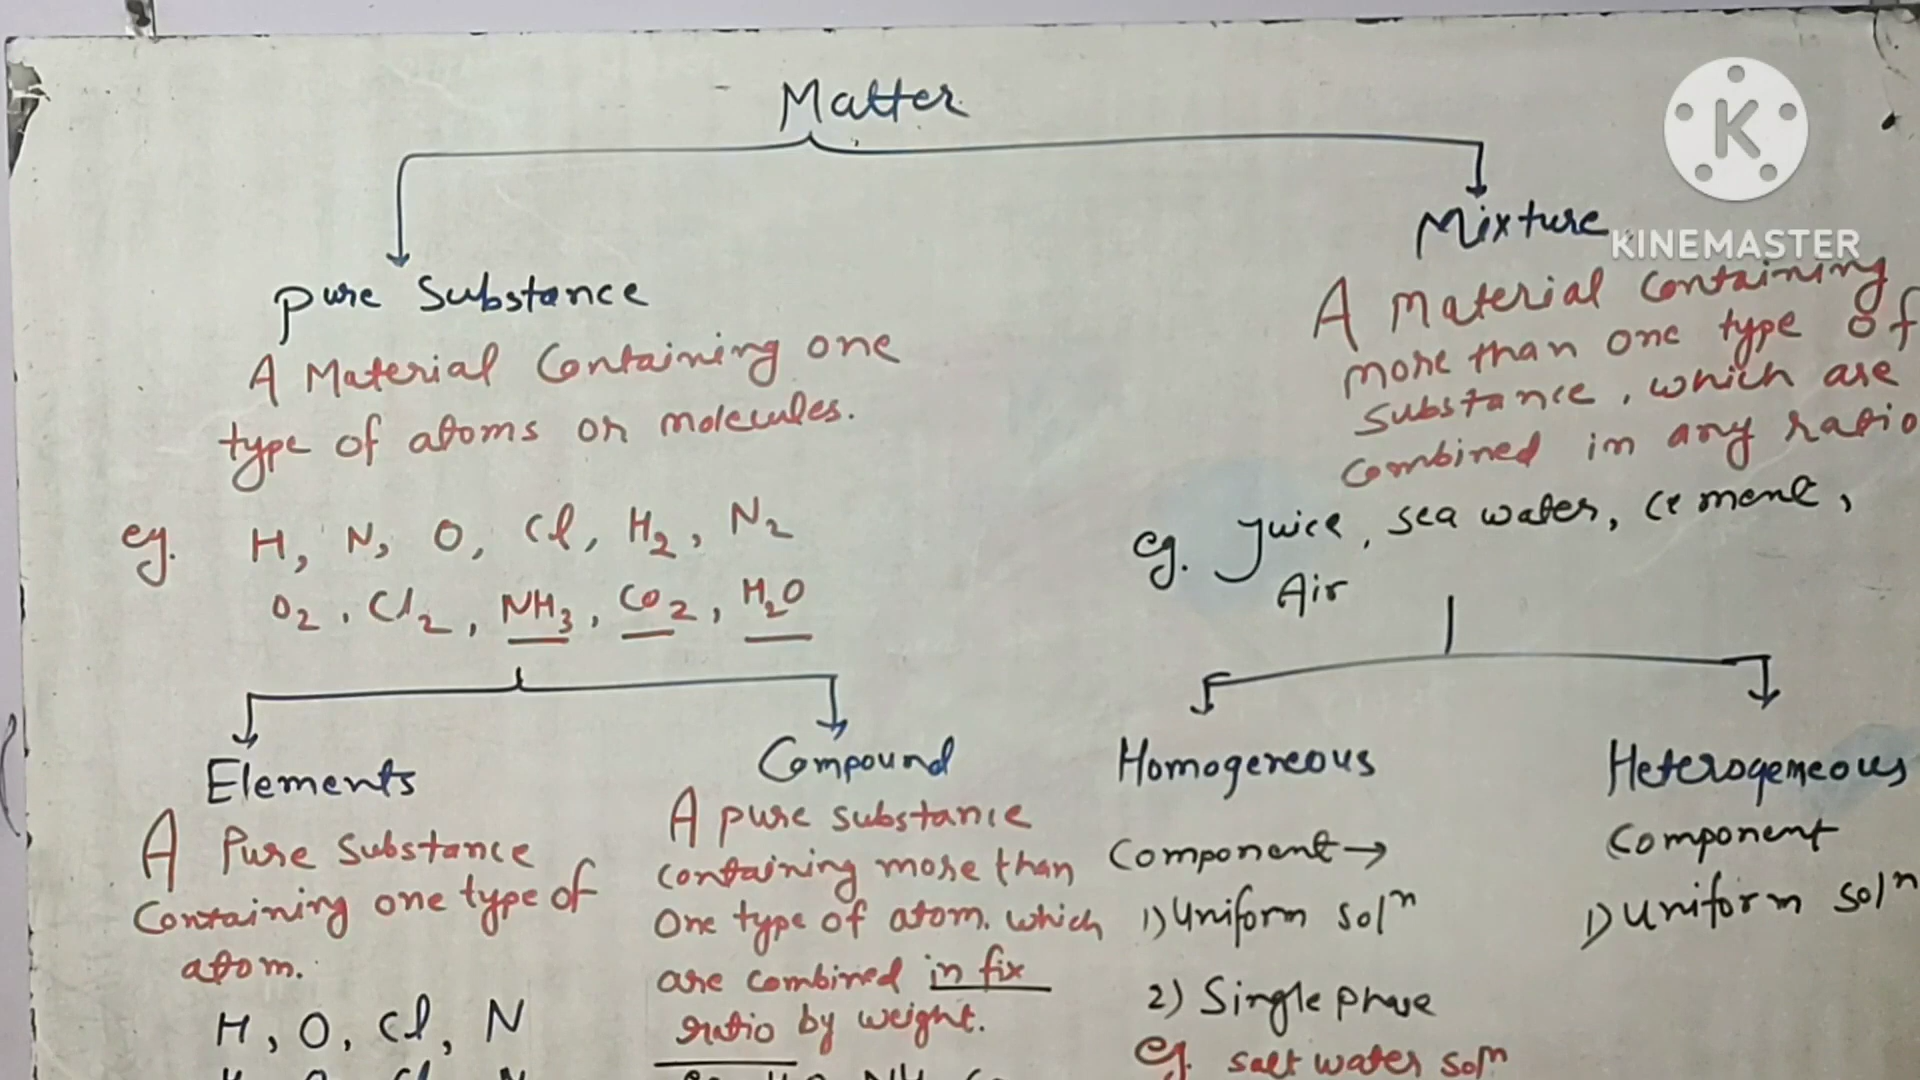 Matter
K
KINEMASTER
Pure Substance
A Material Containing one
type of atoms or molecules.
eg. H, N, O, Cl, H2, N2
O2, Cl2, NH3, CO2, H2O
Mixture
A Material Containing
more than one type of
substance, which are
combined in any ratio
eg. Juice, sea water, cement,
Air
Elements
A Pure substance
Containing one type of
atom.
H, O, Cl, N
Compound
A pure substance
containing more than
one type of atom. which
are combined in fix
ratio by weight.
Homogeneous
Component →
1) Uniform solⁿ
2) Single phase
eg. salt water solⁿ
Heterogeneous
Component
1) Uniform solⁿ